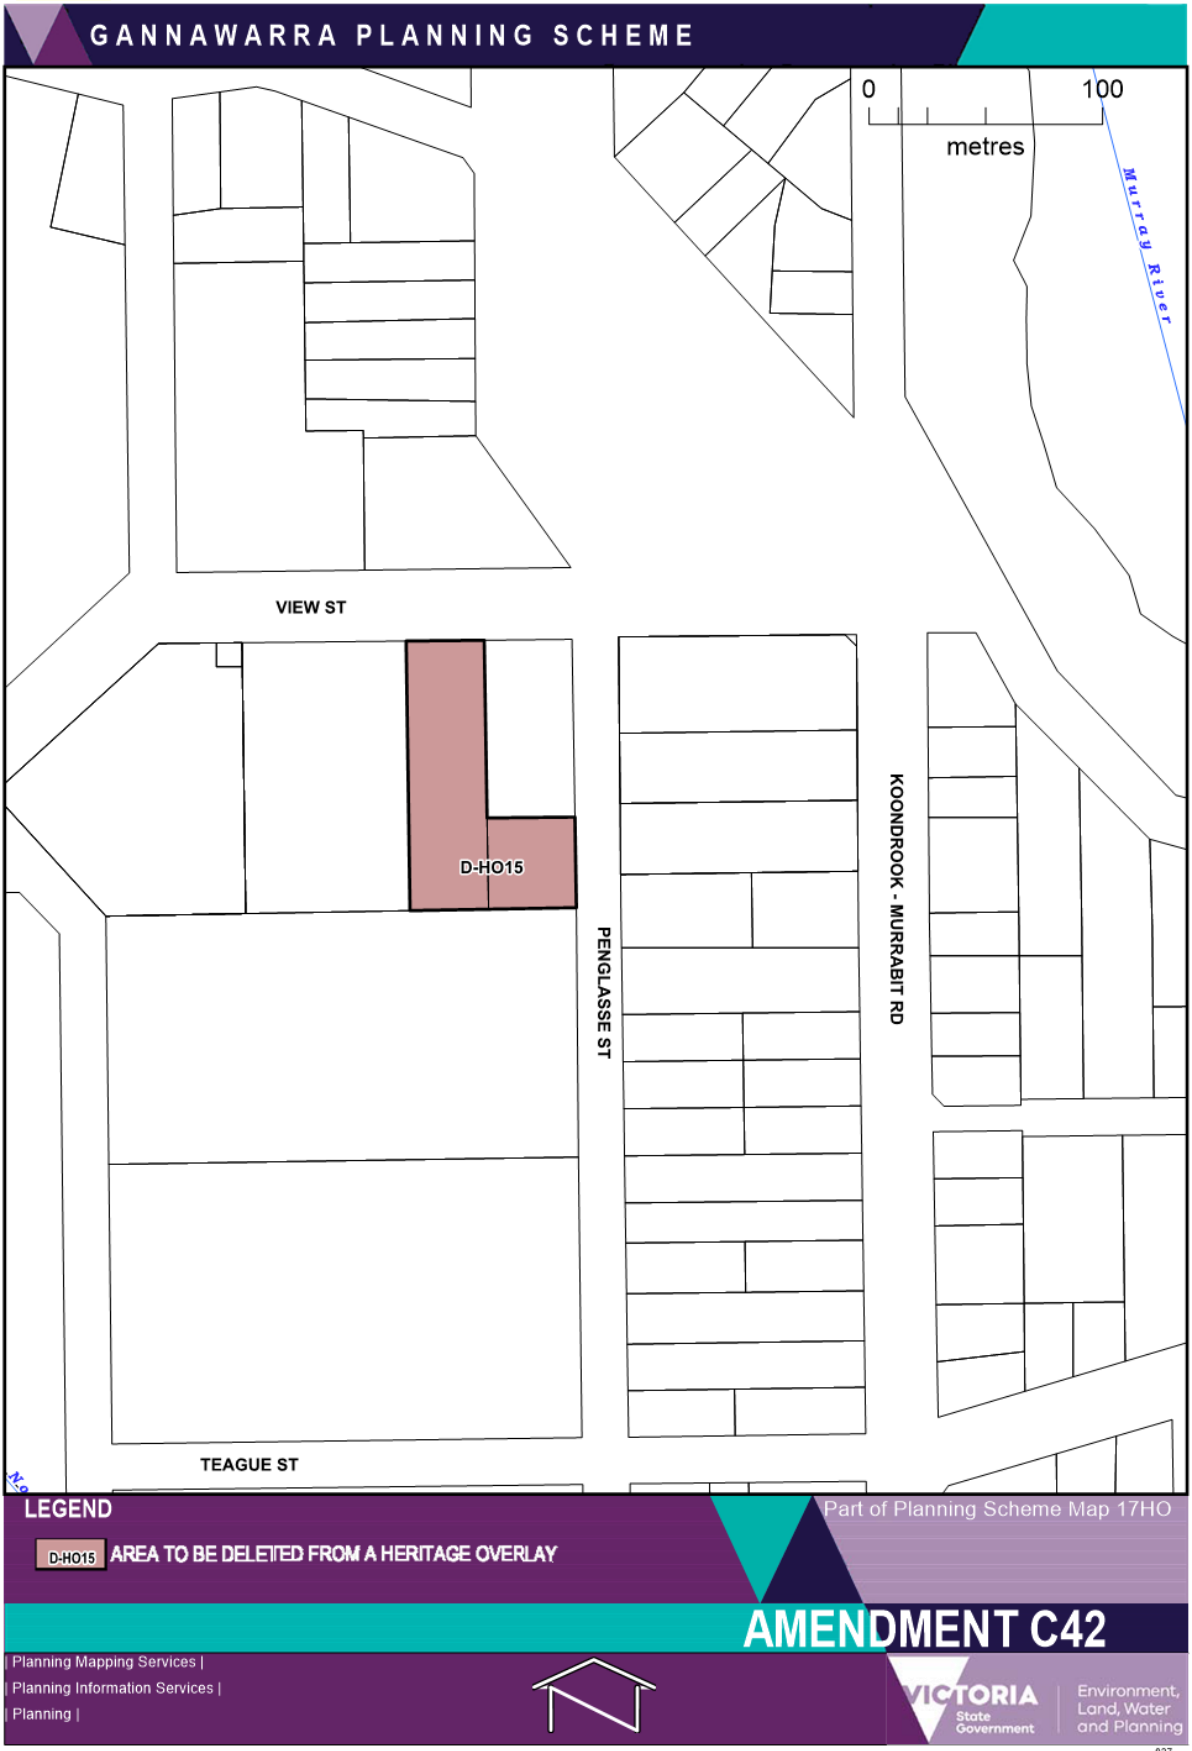 GANNAWARRA PLANNING SCHEME
0 100
metres
Murray River
VIEW ST
D-HO15
KOONDROOK - MURRABIT RD
PENGLASSE ST
TEAGUE ST
LEGEND
Part of Planning Scheme Map 17HO
D-HO15 AREA TO BE DELETED FROM A HERITAGE OVERLAY
AMENDMENT C42
| Planning Mapping Services |
| Planning Information Services |
| Planning |
VICTORIA
State
Government
Environment,
Land, Water
and Planning